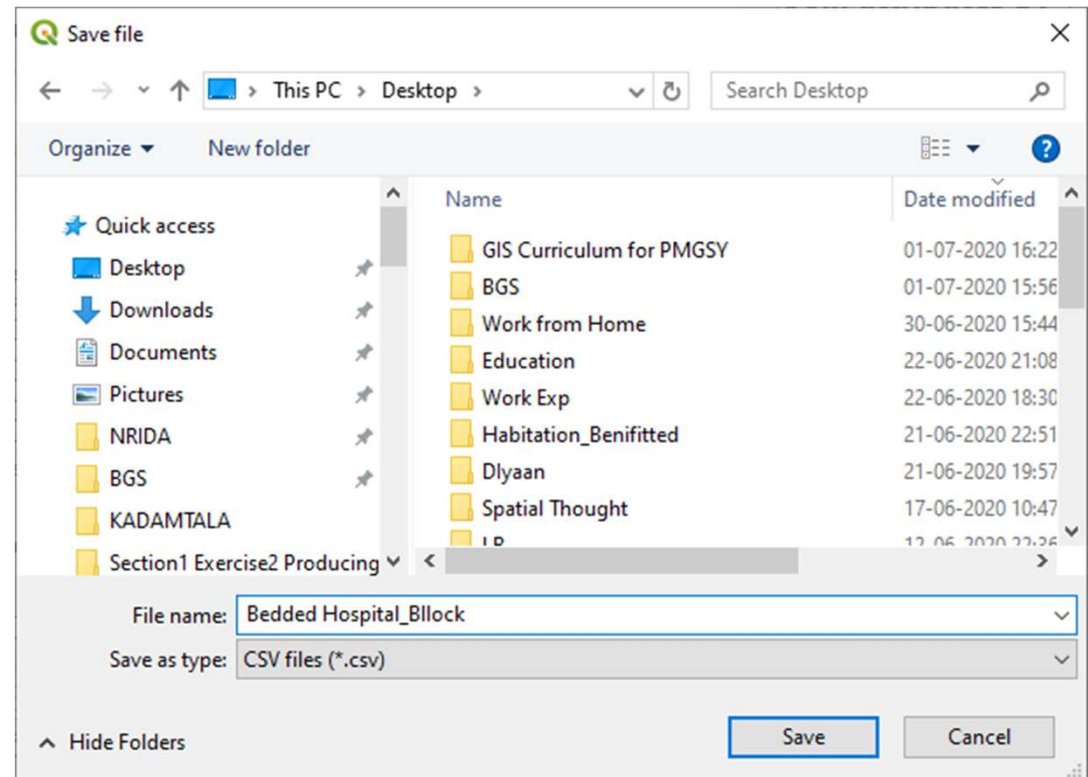 Save file
This PC > Desktop >
Search Desktop
Organize
New folder
Name
Date modified
Quick access
Desktop
Downloads
Documents
Pictures
NRIDA
BGS
KADAMTALA
Section1 Exercise2 Producing
GIS Curriculum for PMGSY 01-07-2020 16:22
BGS 01-07-2020 15:56
Work from Home 30-06-2020 15:44
Education 22-06-2020 21:08
Work Exp 22-06-2020 18:30
Habitation_Benifitted 21-06-2020 22:51
Dlyaan 21-06-2020 19:57
Spatial Thought 17-06-2020 10:47
File name: Bedded Hospital_Bllock
Save as type: CSV files (*.csv)
Hide Folders
Save
Cancel